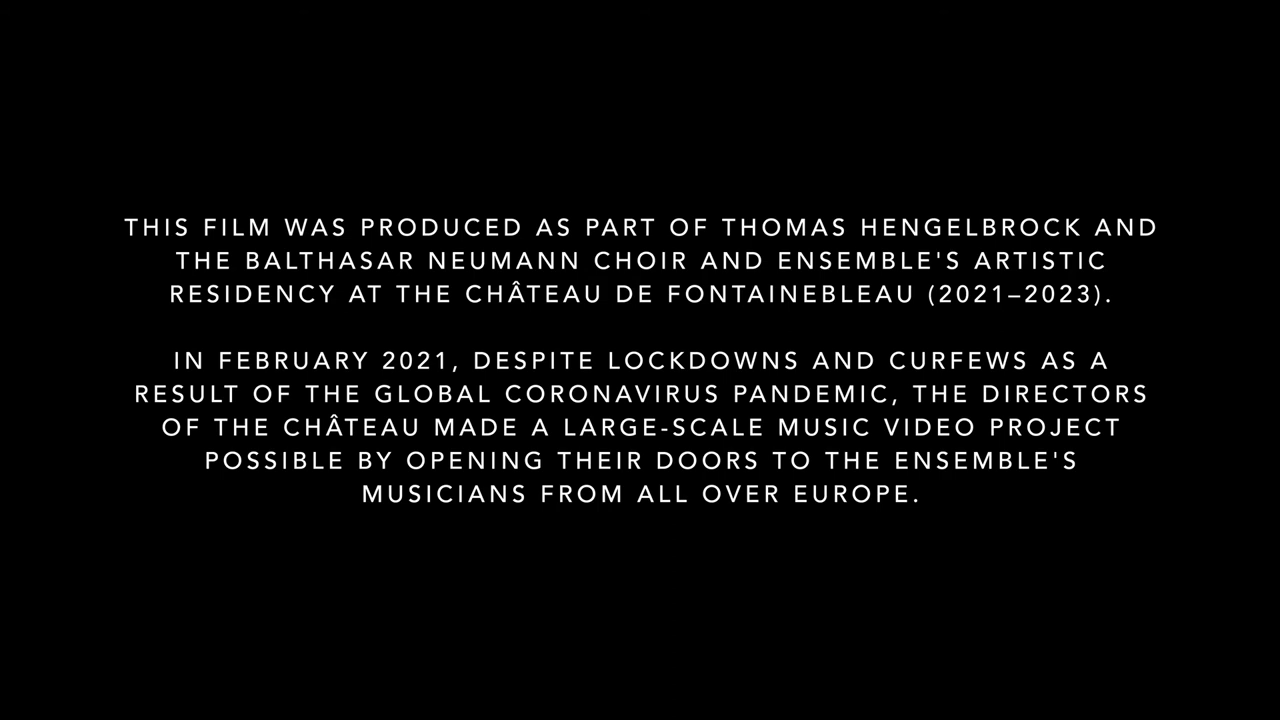 THIS FILM WAS PRODUCED AS PART OF THOMAS HENGELBROCK AND
THE BALTHASAR NEUMANN CHOIR AND ENSEMBLE'S ARTISTIC
RESIDENCY AT THE CHÂTEAU DE FONTAINEBLEAU (2021–2023).
IN FEBRUARY 2021, DESPITE LOCKDOWNS AND CURFEWS AS A
RESULT OF THE GLOBAL CORONAVIRUS PANDEMIC, THE DIRECTORS
OF THE CHÂTEAU MADE A LARGE-SCALE MUSIC VIDEO PROJECT
POSSIBLE BY OPENING THEIR DOORS TO THE ENSEMBLE'S
MUSICIANS FROM ALL OVER EUROPE.